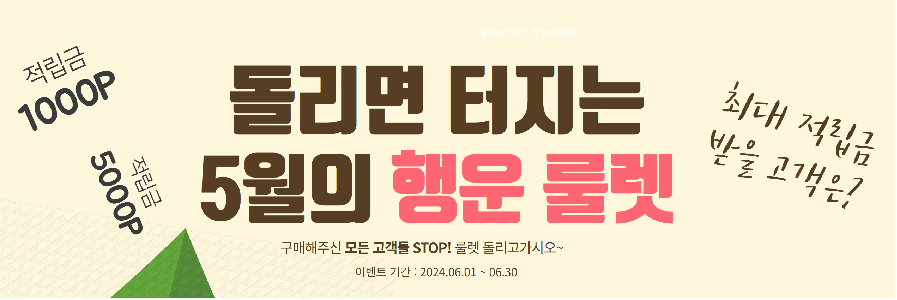 적립금
1000P
적립금
5000P
돌리면 터지는
5월의 행운 룰렛
구매해주신 모든 고객들 STOP! 룰렛 돌리고가시오~
이벤트 기간 : 2024.06.01 ~ 06.30
최대 적립금
받을 고객은?